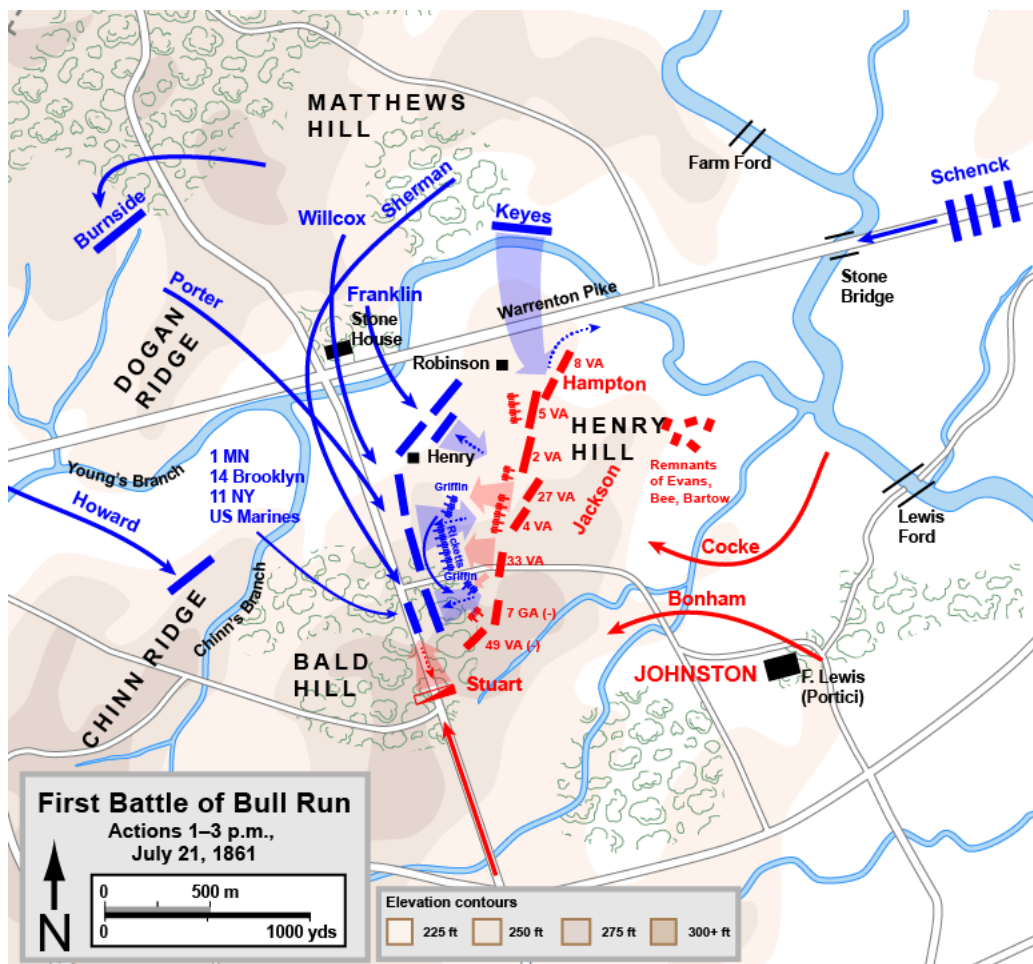 MATTHEWS
HILL
Farm Ford
Schenck
Sherman
Willcox
Keyes
Burnside
Stone
Bridge
Porter
Franklin
Warrenton Pike
Stone
House
DOGAN
RIDGE
Robinson
8 VA
Hampton
5 VA
HENRY
HILL
Henry
2 VA
Remnants
of Evans,
Bee, Bartow
Young's Branch
1 MN
14 Brooklyn
11 NY
US Marines
Griffin
27 VA
Jackson
4 VA
Howard
Ricketts
Lewis
Ford
Cocke
33 VA
Griffin
Chinn's Branch
Bonham
7 GA (-)
49 VA (-)
CHINN RIDGE
BALD
HILL
Stuart
JOHNSTON
F. Lewis
(Portici)
First Battle of Bull Run
Actions 1–3 p.m.,
July 21, 1861
0 500 m
0 1000 yds
N
Elevation contours
225 ft 250 ft 275 ft 300+ ft